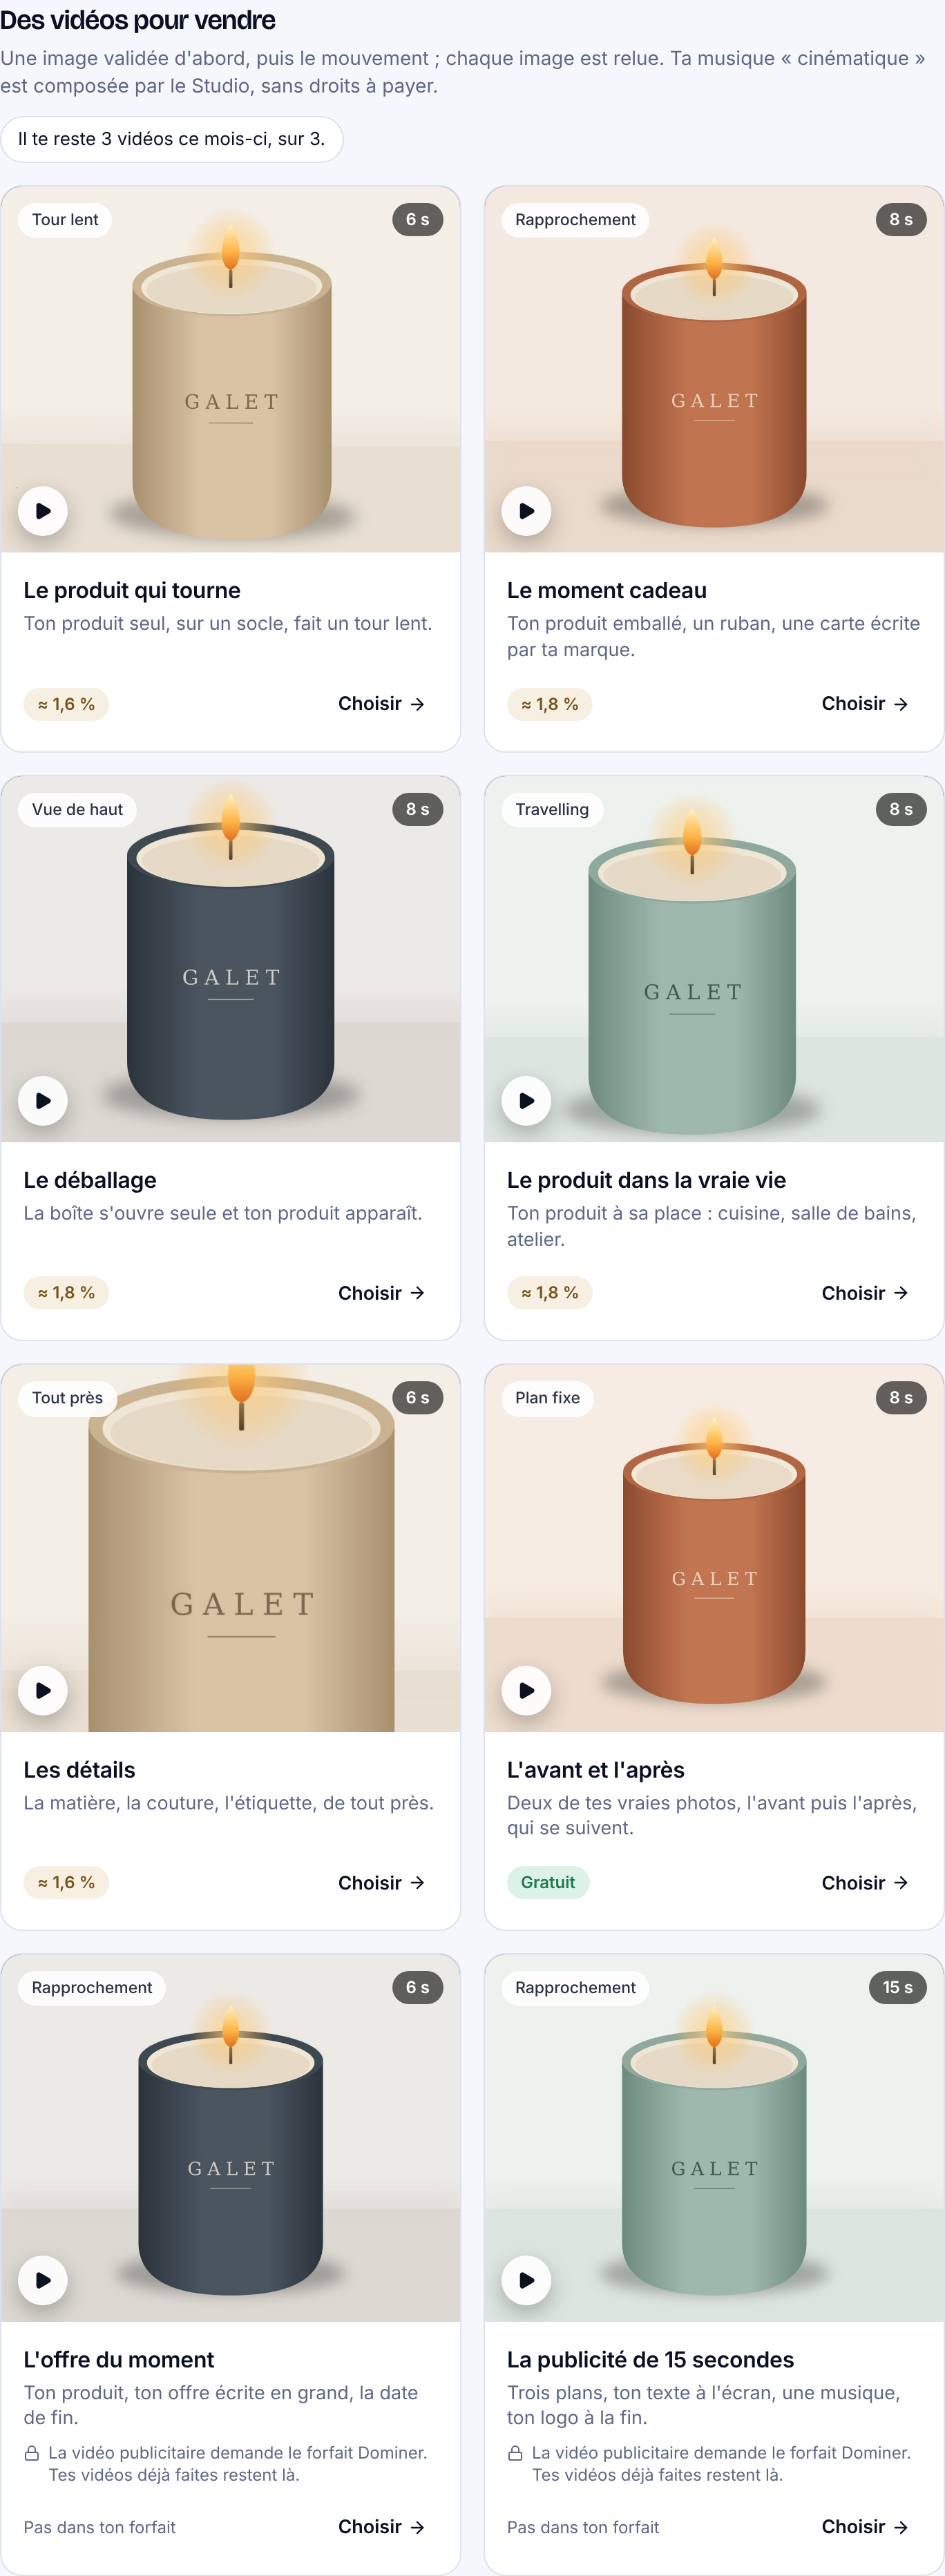 Des vidéos pour vendre
Une image validée d'abord, puis le mouvement ; chaque image est relue. Ta musique « cinématique »
est composée par le Studio, sans droits à payer.
Il te reste 3 vidéos ce mois-ci, sur 3.
Tour lent
6 s
GALET
Le produit qui tourne
Ton produit seul, sur un socle, fait un tour lent.
≈ 1,6 %
Choisir →
Rapprochement
8 s
GALET
Le moment cadeau
Ton produit emballé, un ruban, une carte écrite
par ta marque.
≈ 1,8 %
Choisir →
Vue de haut
8 s
GALET
Le déballage
La boîte s'ouvre seule et ton produit apparaît.
≈ 1,8 %
Choisir →
Travelling
8 s
GALET
Le produit dans la vraie vie
Ton produit à sa place : cuisine, salle de bains,
atelier.
≈ 1,8 %
Choisir →
Tout près
6 s
GALET
Les détails
La matière, la couture, l'étiquette, de tout près.
≈ 1,6 %
Choisir →
Plan fixe
8 s
GALET
L'avant et l'après
Deux de tes vraies photos, l'avant puis l'après,
qui se suivent.
Gratuit
Choisir →
Rapprochement
6 s
GALET
L'offre du moment
Ton produit, ton offre écrite en grand, la date
de fin.
La vidéo publicitaire demande le forfait Dominer.
Tes vidéos déjà faites restent là.
Pas dans ton forfait
Choisir →
Rapprochement
15 s
GALET
La publicité de 15 secondes
Trois plans, ton texte à l'écran, une musique,
ton logo à la fin.
La vidéo publicitaire demande le forfait Dominer.
Tes vidéos déjà faites restent là.
Pas dans ton forfait
Choisir →